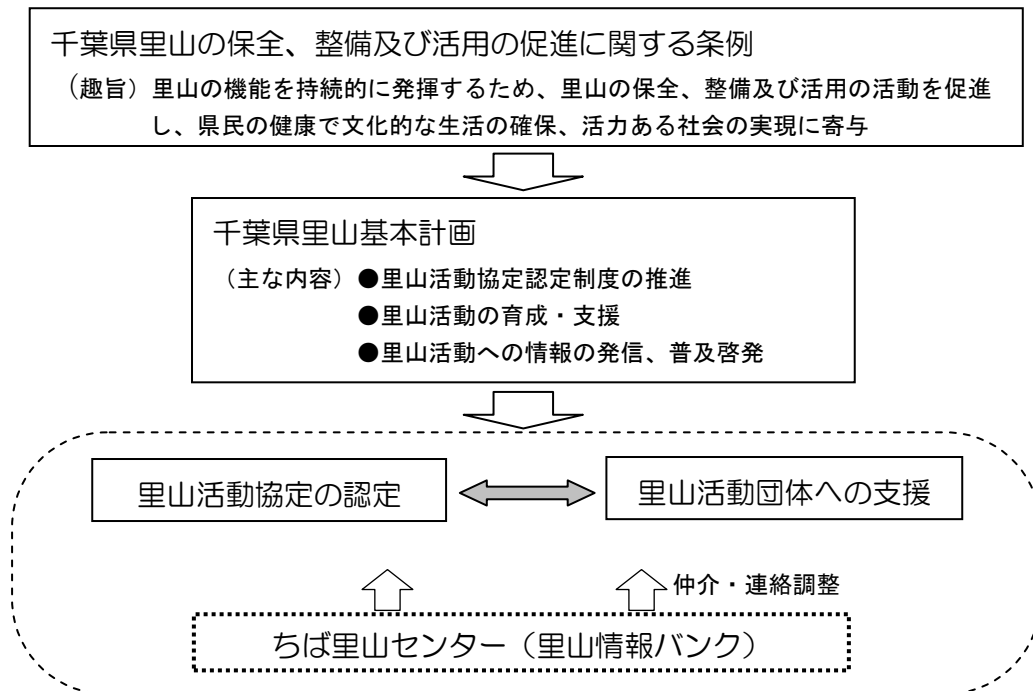 千葉県里山の保全、整備及び活用の促進に関する条例
（趣旨）里山の機能を持続的に発揮するため、里山の保全、整備及び活用の活動を促進
し、県民の健康で文化的な生活の確保、活力ある社会の実現に寄与
千葉県里山基本計画
（主な内容）●里山活動協定認定制度の推進
●里山活動の育成・支援
●里山活動への情報の発信、普及啓発
里山活動協定の認定
里山活動団体への支援
仲介・連絡調整
ちば里山センター（里山情報バンク）